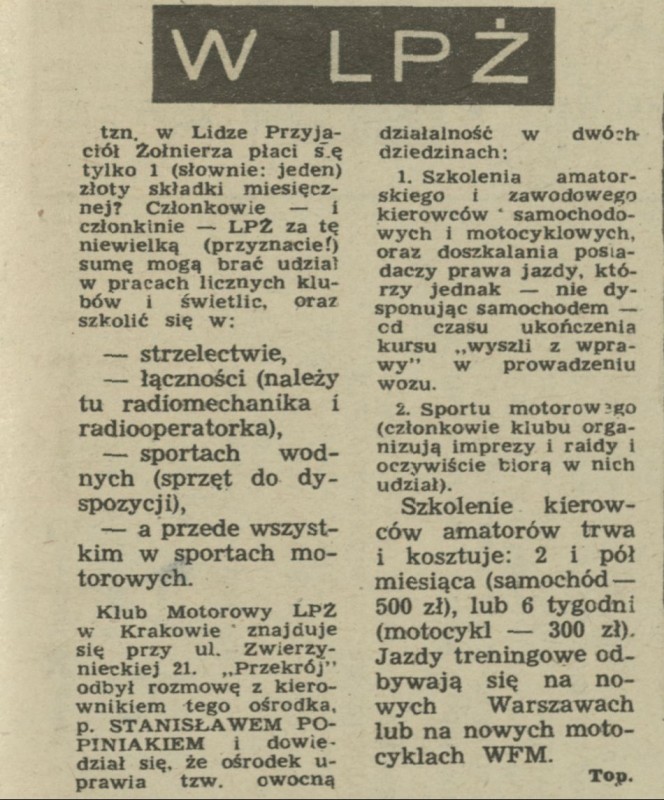 W LPŻ
tzn. w Lidze Przyja-
ciół Żołnierza płaci się
tylko 1 (słownie: jeden)
złoty składki miesięcz-
nej? Członkowie — i
członkinie — LPŻ za tę
niewielką (przyznacie!)
sumę mogą brać udział
w pracach licznych klu-
bów i świetlic, oraz
szkolić się w:
— strzelectwie,
— łączności (należy
tu radiomechanika i
radiooperatorka),
— sportach wod-
nych (sprzęt do dy-
spozycji),
— a przede wszyst-
kim w sportach mo-
torowych.
Klub Motorowy LPŻ
w Krakowie znajduje
się przy ul. Zwierzy-
nieckiej 21. „Przekrój"
odbył rozmowę z kiero-
wnikiem tego ośrodka,
p. STANISŁAWEM PO-
PINIAKIEM i dowie-
dział się, że ośrodek u-
prawia tzw. owocną
działalność w dwóch
dziedzinach:
1. Szkolenia amator-
skiego i zawodowego
kierowców samochodo-
wych i motocyklowych,
oraz doszkalania posia-
daczy prawa jazdy, któ-
rzy jednak — nie dy-
sponując samochodem —
od czasu ukończenia
kursu „wyszli z wpra-
wy" w prowadzeniu
wozu.
2. Sportu motorowego
(członkowie klubu orga-
nizują imprezy i raidy i
oczywiście biorą w nich
udział).
Szkolenie kierow-
ców amatorów trwa
i kosztuje: 2 i pół
miesiąca (samochód —
500 zł), lub 6 tygodni
(motocykl — 300 zł).
Jazdy treningowe od-
bywają się na no-
wych Warszawach
lub na nowych moto-
cyklach WFM.
Top.